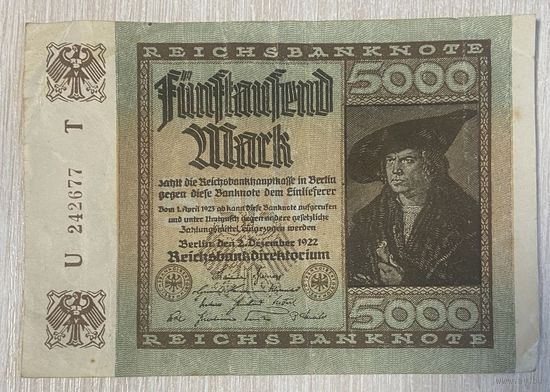 REICHSBANKNOTE
5000
Fünftausend
Mark
zahlt die Reichsbankhauptkasse in Berlin
gegen diese Banknote dem Einlieferer
Vom 1. April 1923 ab kann diese Banknote aufgerufen
und unter Umtausch gegen andere gesetzliche
Zahlungsmittel eingezogen werden
Berlin, den 2. Dezember 1922
Reichsbankdirektorium
5000
REICHSBANKNOTE
U 242677 T